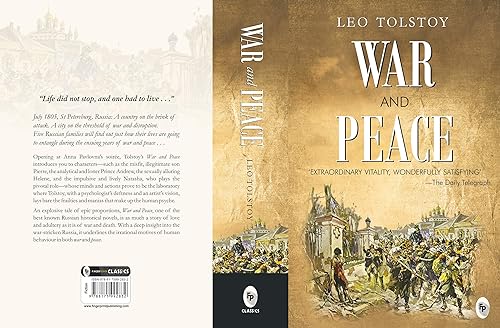 "Life did not stop, and one had to live . . ."
July 1805, St Petersburg, Russia: A country on the brink of
attack, A city on the threshold of war and disruption.
Five Russian families will find out just how their lives are going
to entangle during the ensuing years of war and peace . . .
Opening at Anna Pavlovna's soirée, Tolstoy's War and Peace
introduces you to characters—such as the misfit, illegitimate son
Pierre, the analytical and loner Prince Andrew, the sexually alluring
Helene, and the impulsive and lively Natasha, who plays the
pivotal role—whose minds and actions prove to be the laboratory
where Tolstoy, with a psychologist's deftness and an artist's vision,
lays bare the frailties and manias that make up the human psyche.
An explosive tale of epic proportions, War and Peace, one of the
best known Russian historical novels, is as much a story of love
and adultery as it is of war and death. With a deep insight into the
war-stricken Russia, it underlines the irrational motives of human
behaviour in both war and peace.
CLASSICS
www.fingerprintpublishing.com
WAR and PEACE
LEO TOLSTOY
FP
CLASSICS
LEO TOLSTOY
WAR
AND
PEACE
'EXTRAORDINARY VITALITY, WONDERFULLY SATISFYING'
—The Daily Telegraph
FP
CLASSICS